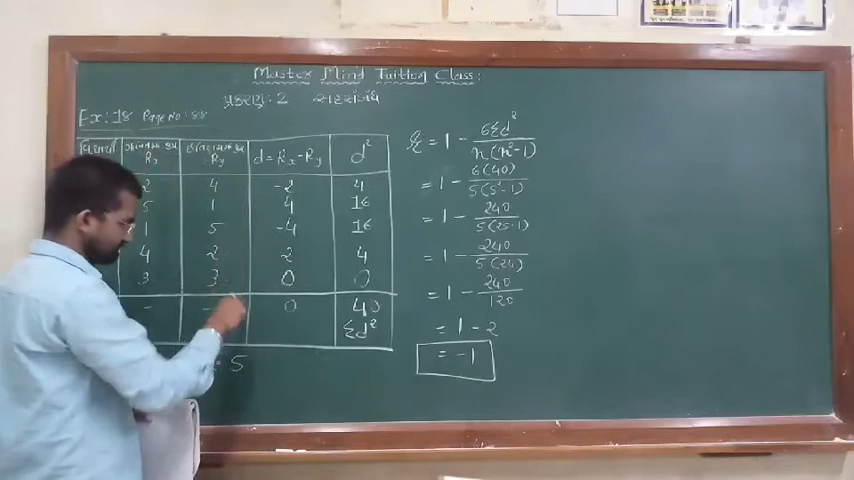 Master Mind Tuition Class
પ્રકરણ : 2 સહસંબંધ
Ex : 18 Page No : 88
Rx Ry d = Rx - Ry d²
2 4 -2 4
5 1 4 16
1 5 -4 16
4 2 2 4
3 3 0 0
- - 0 40
Σd²
= 5
r = 1 - 6Σd² / n(n²-1)
= 1 - 6(40) / 5(5²-1)
= 1 - 240 / 5(25-1)
= 1 - 240 / 5(24)
= 1 - 240 / 120
= 1 - 2
= -1